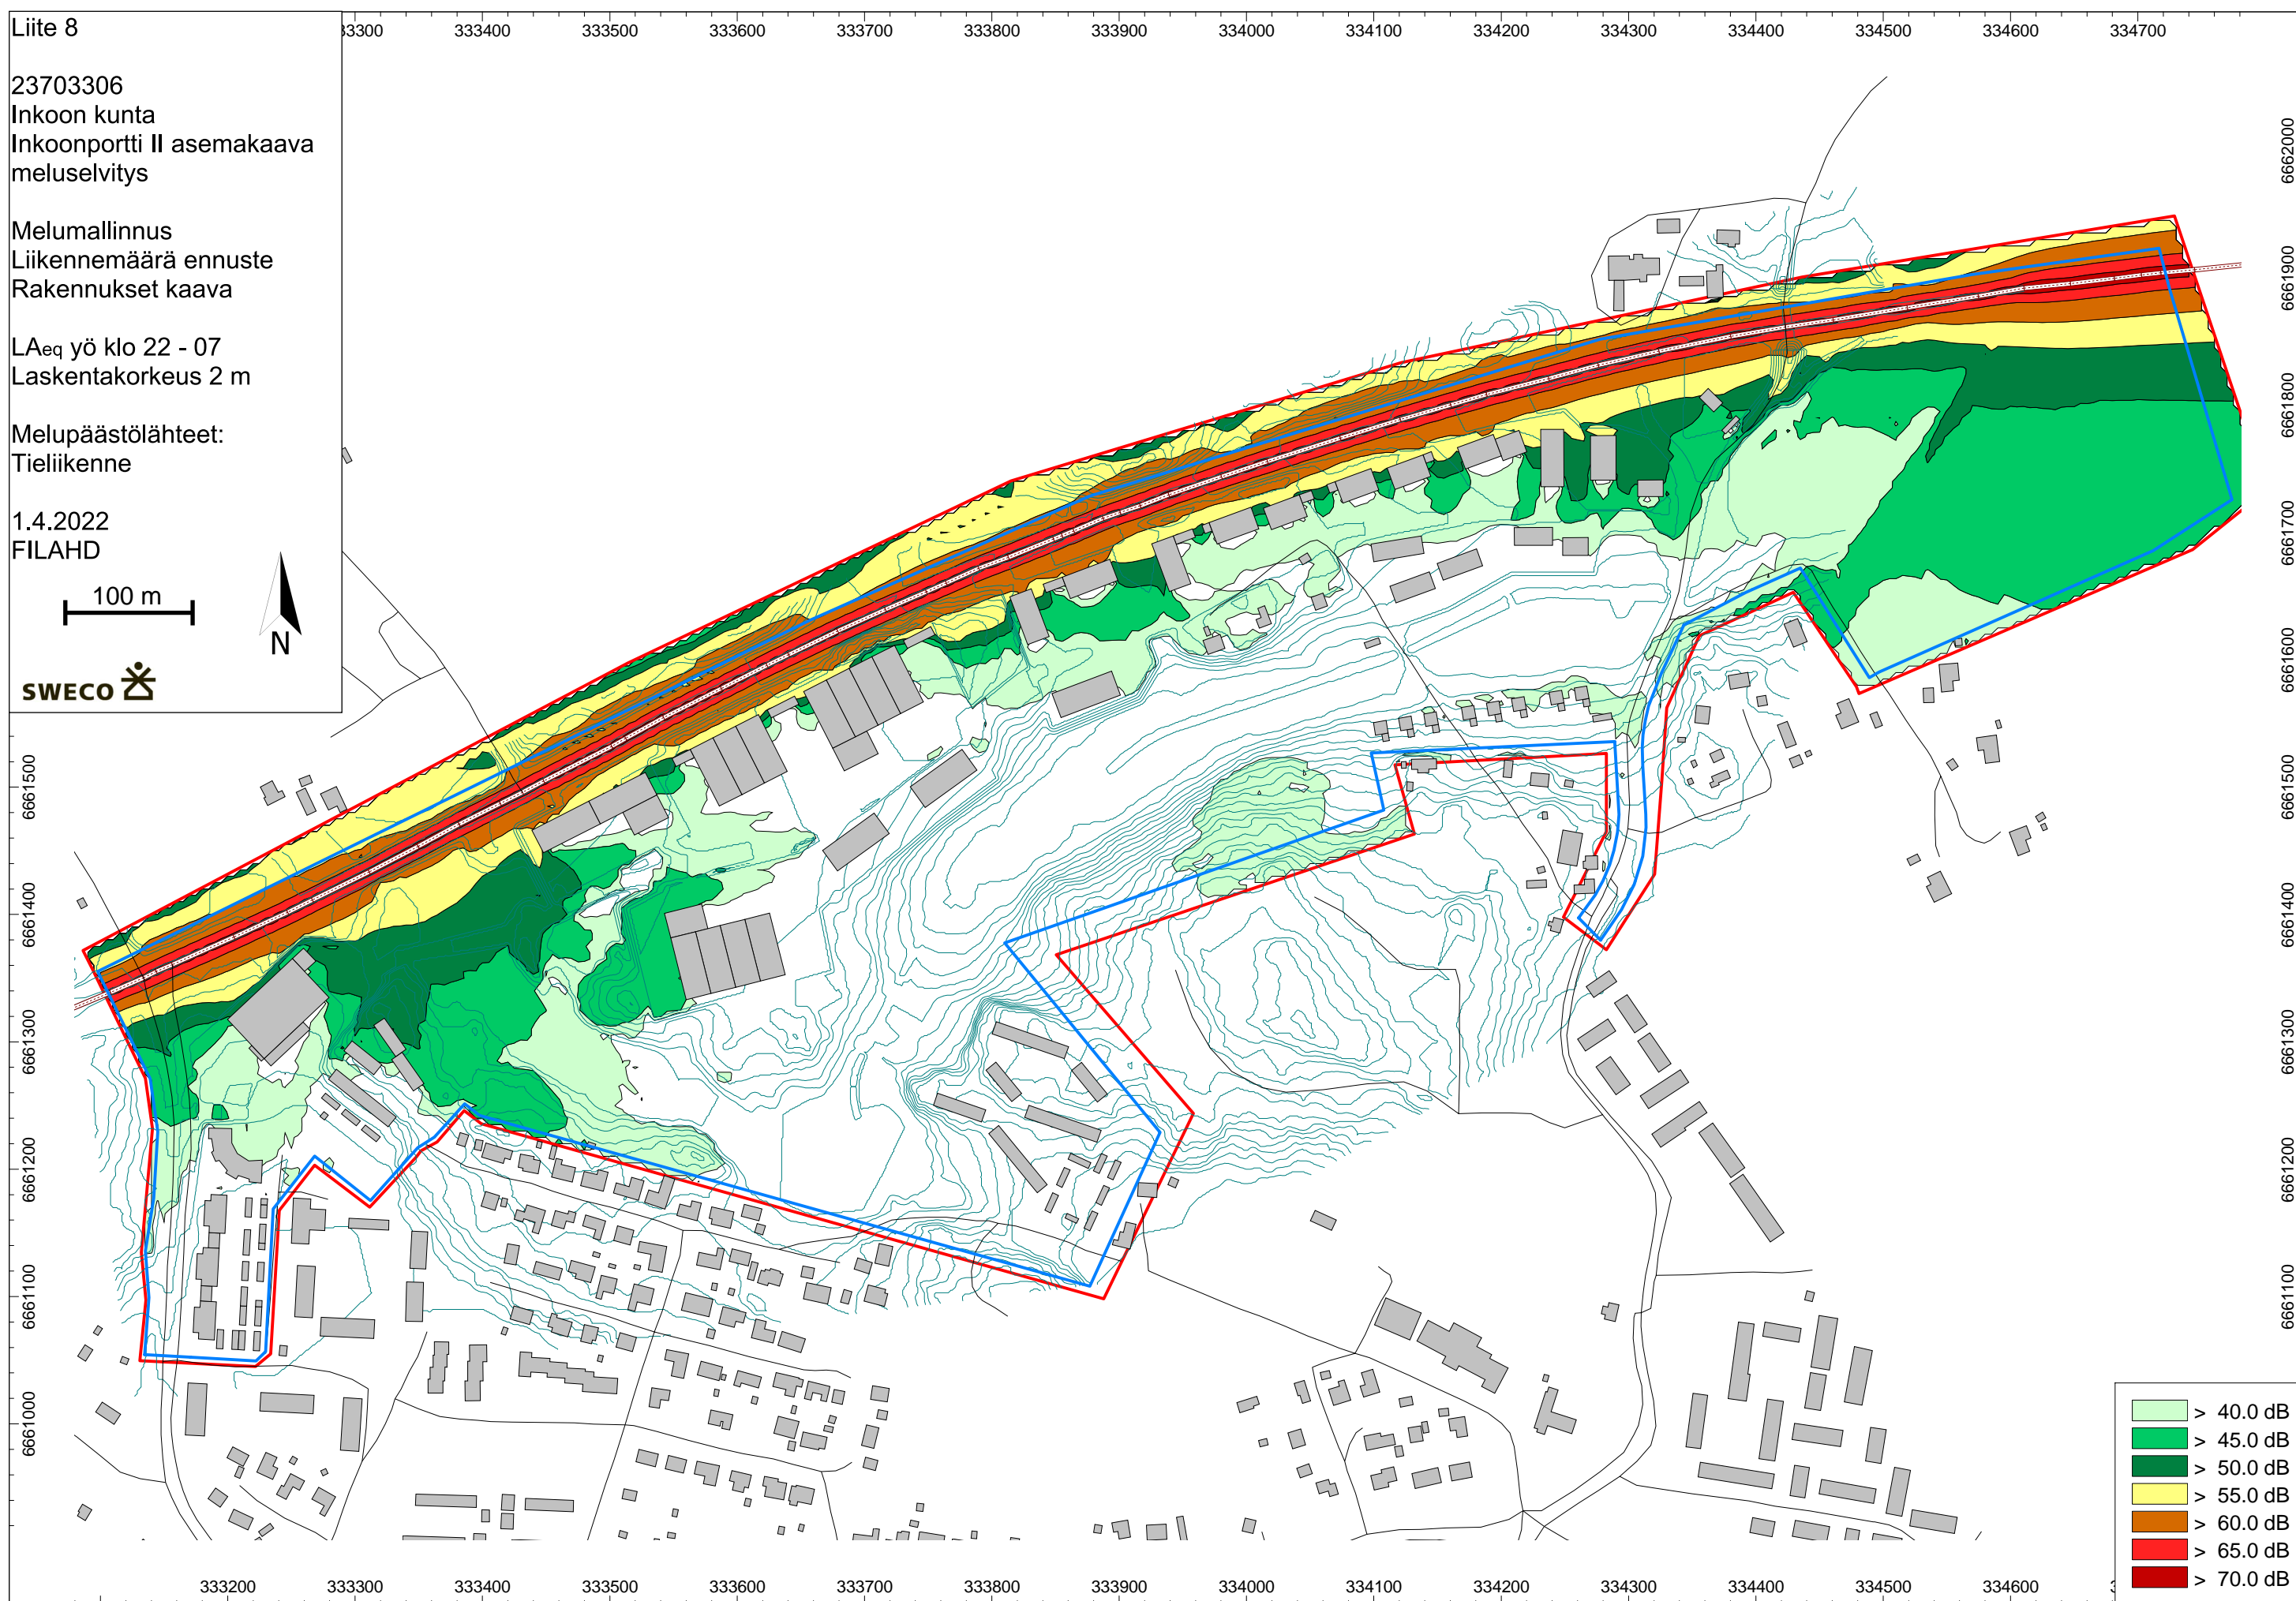 Liite 8
23703306
Inkoon kunta
Inkoonportti II asemakaava
meluselvitys
Melumallinnus
Liikennemäärä ennuste
Rakennukset kaava
LAeq yö klo 22 - 07
Laskentakorkeus 2 m
Melupäästölähteet:
Tieliikenne
1.4.2022
FILAHD
100 m
N
SWECO
333300 333400 333500 333600 333700 333800 333900 334000 334100 334200 334300 334400 334500 334600 334700
6662000
6661900
6661800
6661700
6661600
6661500
6661400
6661300
6661200
6661100
6661500
6661400
6661300
6661200
6661100
6661000
333200 333300 333400 333500 333600 333700 333800 333900 334000 334100 334200 334300 334400 334500 334600
> 40.0 dB
> 45.0 dB
> 50.0 dB
> 55.0 dB
> 60.0 dB
> 65.0 dB
> 70.0 dB